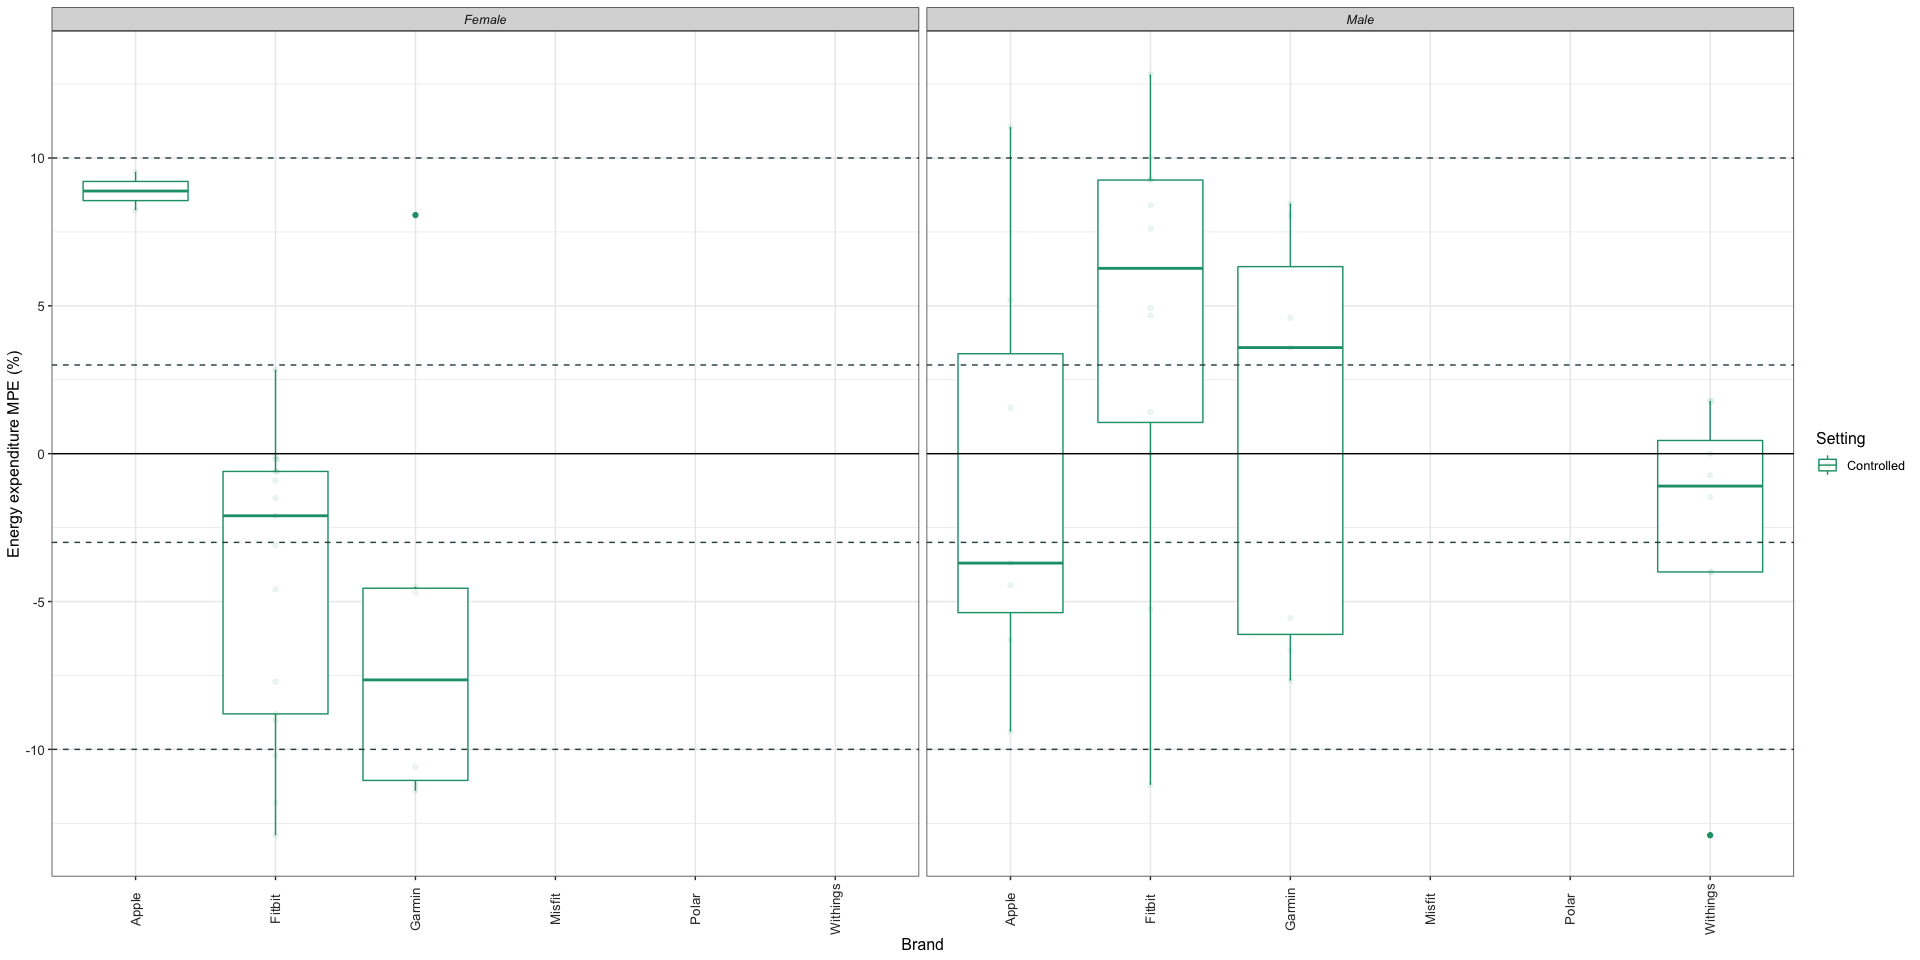 Female
Male
Energy expenditure MPE (%)
10
5
0
-5
-10
Apple
Fitbit
Garmin
Misfit
Polar
Withings
Apple
Fitbit
Garmin
Misfit
Polar
Withings
Brand
Setting
Controlled